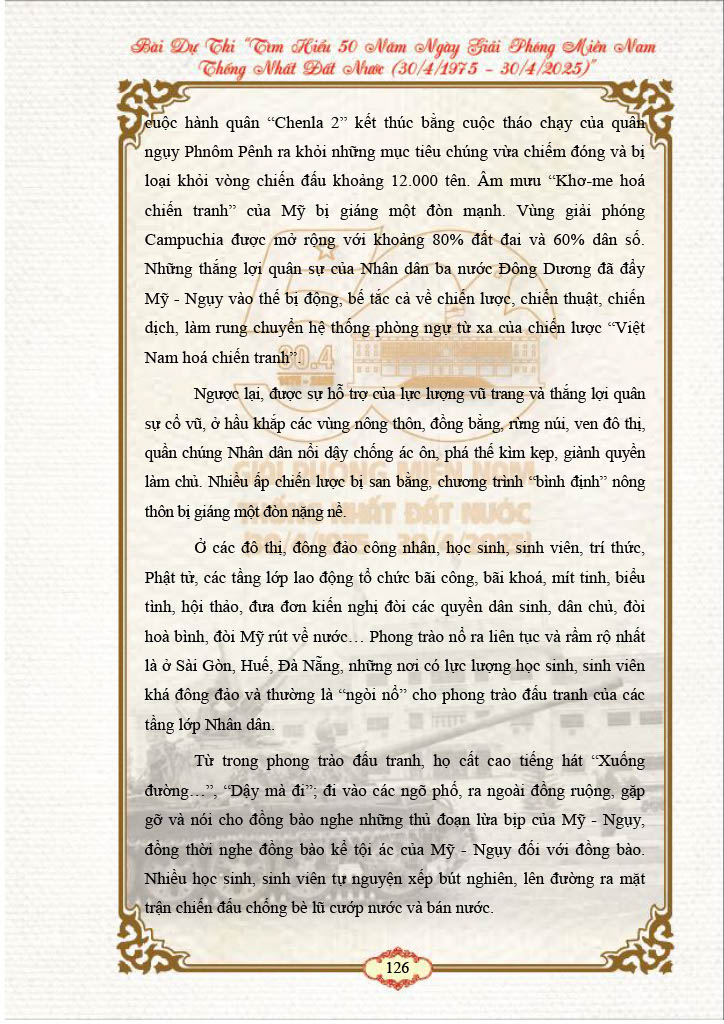 Bài Dự Thi “Tìm Hiểu 50 Năm Ngày Giải Phóng Miền Nam
Thống Nhất Đất Nước (30/4/1975 – 30/4/2025)”
cuộc hành quân “Chenla 2” kết thúc bằng cuộc tháo chạy của quân
ngụy Phnôm Pênh ra khỏi những mục tiêu chúng vừa chiếm đóng và bị
loại khỏi vòng chiến đấu khoảng 12.000 tên. Âm mưu “Khơ-me hoá
chiến tranh” của Mỹ bị giáng một đòn mạnh. Vùng giải phóng
Campuchia được mở rộng với khoảng 80% đất đai và 60% dân số.
Những thắng lợi quân sự của Nhân dân ba nước Đông Dương đã đẩy
Mỹ - Ngụy vào thế bị động, bế tắc cả về chiến lược, chiến thuật, chiến
dịch, làm rung chuyển hệ thống phòng ngự từ xa của chiến lược “Việt
Nam hoá chiến tranh”.
Ngược lại, được sự hỗ trợ của lực lượng vũ trang và thắng lợi quân
sự cổ vũ, ở hầu khắp các vùng nông thôn, đồng bằng, rừng núi, ven đô thị,
quần chúng Nhân dân nổi dậy chống ác ôn, phá thế kìm kẹp, giành quyền
làm chủ. Nhiều ấp chiến lược bị san bằng, chương trình “bình định” nông
thôn bị giáng một đòn nặng nề.
GIẢI PHÓNG MIỀN NAM
THỐNG NHẤT ĐẤT NƯỚC
30/4/1975 - 30/4/2025
Ở các đô thị, đông đảo công nhân, học sinh, sinh viên, trí thức,
Phật tử, các tầng lớp lao động tổ chức bãi công, bãi khoá, mít tinh, biểu
tình, hội thảo, đưa đơn kiến nghị đòi các quyền dân sinh, dân chủ, đòi
hoà bình, đòi Mỹ rút về nước… Phong trào nổ ra liên tục và rầm rộ nhất
là ở Sài Gòn, Huế, Đà Nẵng, những nơi có lực lượng học sinh, sinh viên
khá đông đảo và thường là “ngòi nổ” cho phong trào đấu tranh của các
tầng lớp Nhân dân.
Từ trong phong trào đấu tranh, họ cất cao tiếng hát “Xuống
đường…”, “Dậy mà đi”; đi vào các ngõ phố, ra ngoài đồng ruộng, gặp
gỡ và nói cho đồng bào nghe những thủ đoạn lừa bịp của Mỹ - Ngụy,
đồng thời nghe đồng bào kể tội ác của Mỹ - Ngụy đối với đồng bào.
Nhiều học sinh, sinh viên tự nguyện xếp bút nghiên, lên đường ra mặt
trận chiến đấu chống bè lũ cướp nước và bán nước.
126